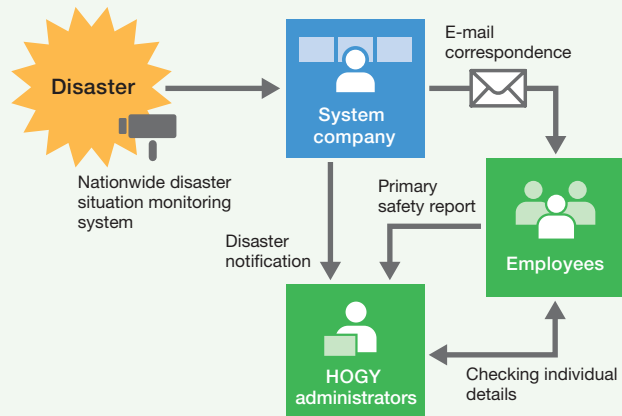 E-mail
correspondence
Disaster
System
company
Nationwide disaster
situation monitoring
system
Primary
safety report
Disaster
notification
Employees
HOGY
administrators
Checking individual
details